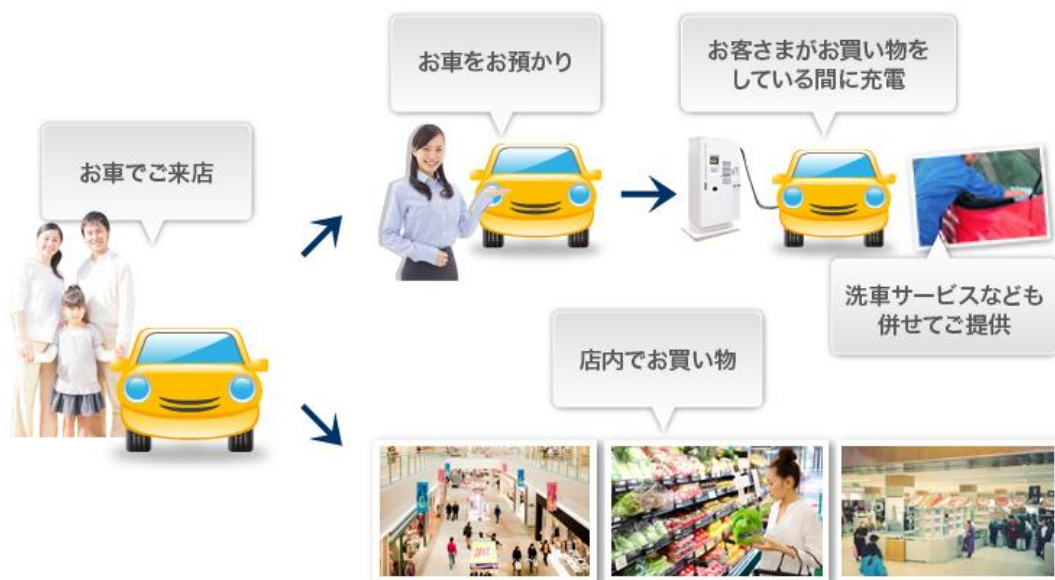 お車をお預かり
お客さまがお買い物を
している間に充電
お車でご来店
洗車サービスなども
併せてご提供
店内でお買い物